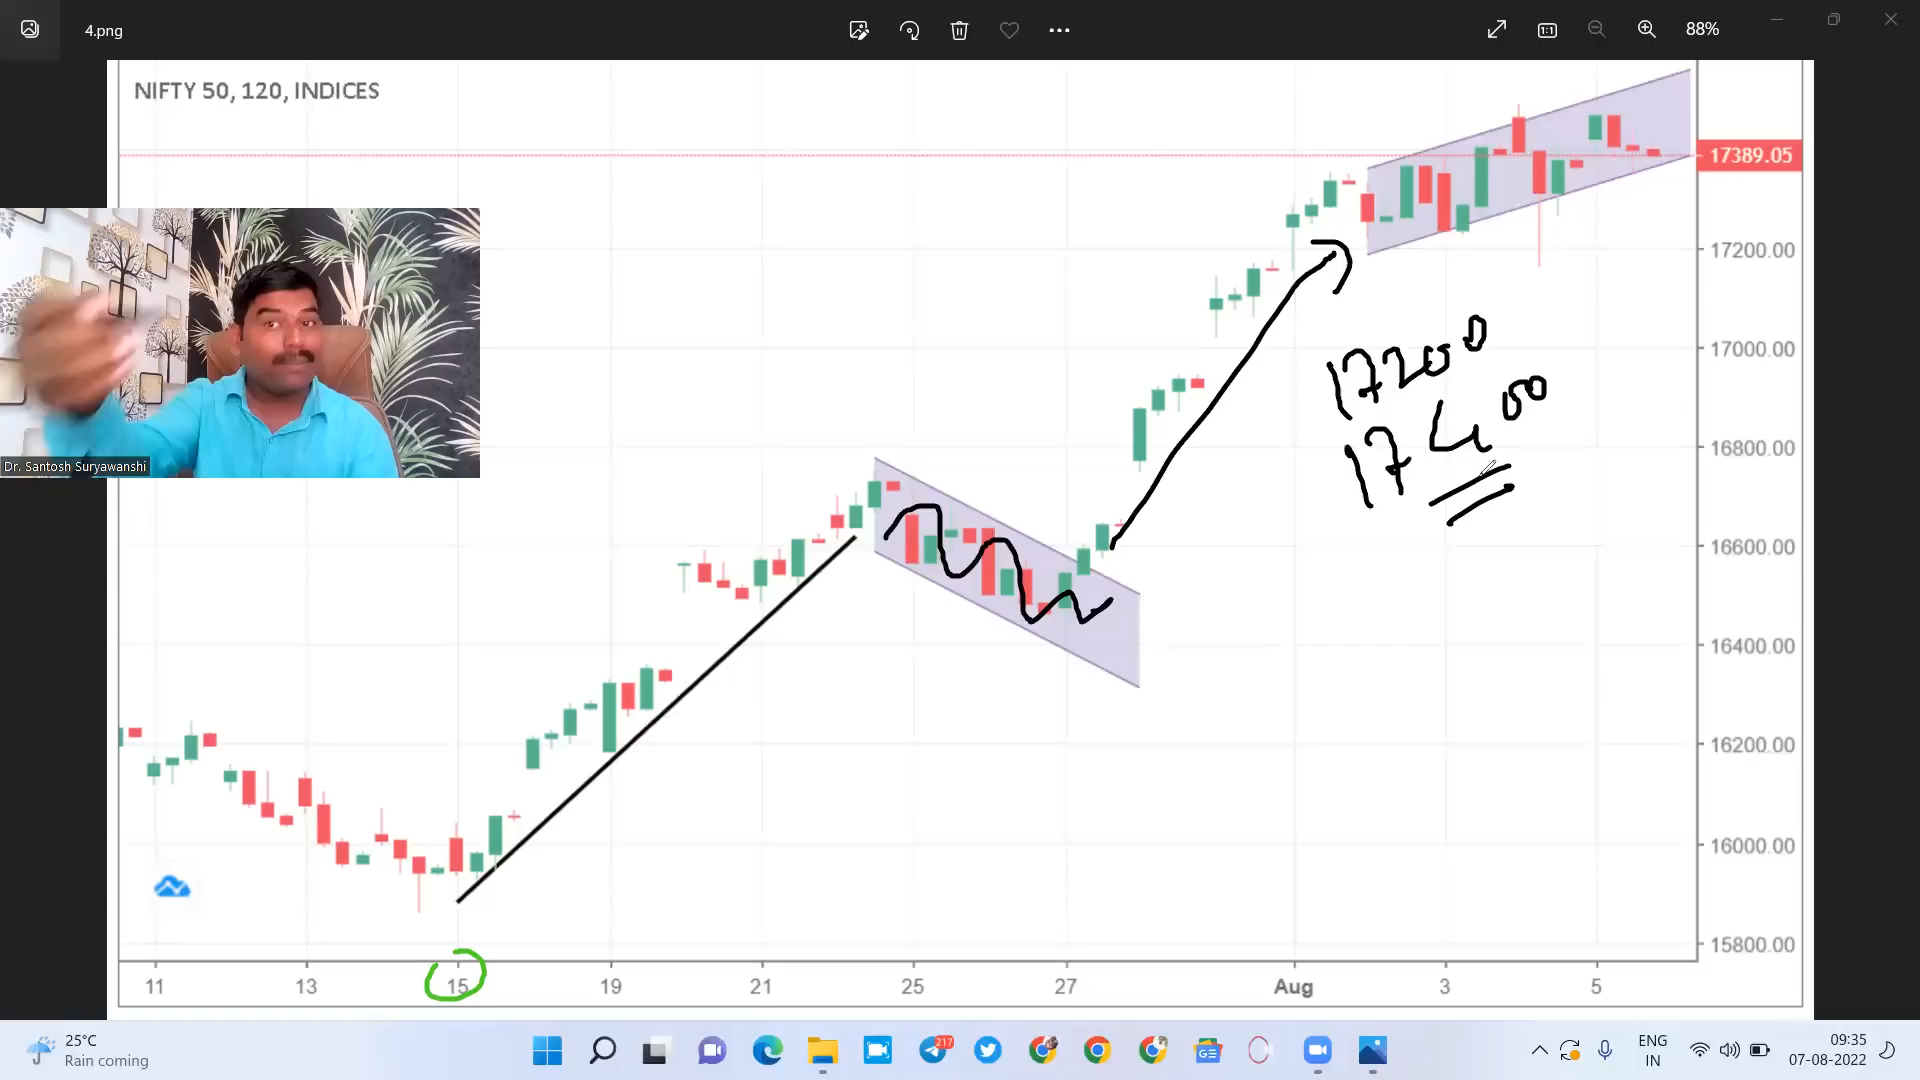 4.png
88%
NIFTY 50, 120, INDICES
17389.05
17200.00
17000.00
16800.00
16600.00
16400.00
16200.00
16000.00
15800.00
17200
17400
Dr. Santosh Suryawanshi
11 13 15 19 21 25 27 Aug 3 5
25°C
Rain coming
217
GE
ENG
IN
09:35
07-08-2022